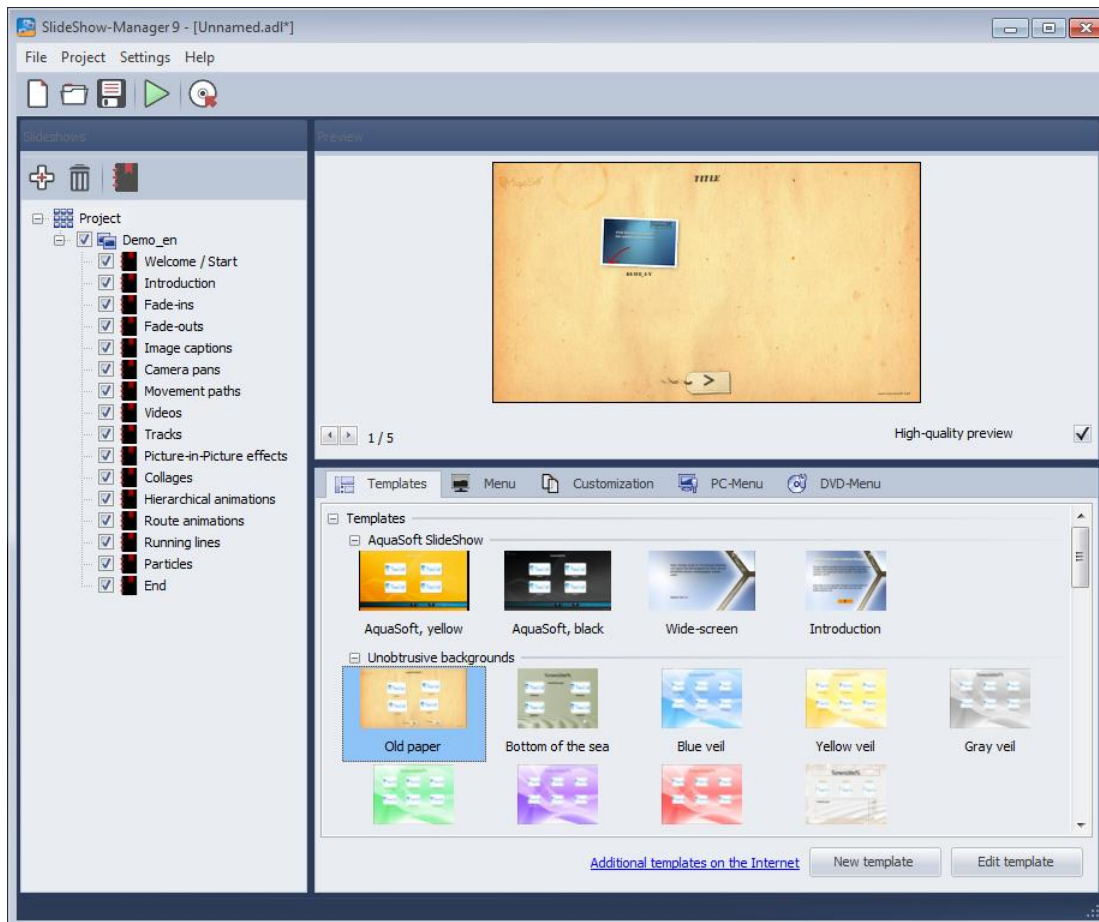 SlideShow-Manager 9 - [Unnamed.adl*]
File Project Settings Help
Slideshows
Project
Demo_en
Welcome / Start
Introduction
Fade-ins
Fade-outs
Image captions
Camera pans
Movement paths
Videos
Tracks
Picture-in-Picture effects
Collages
Hierarchical animations
Route animations
Running lines
Particles
End
Preview
AquaSoft
TITLE
1 / 5
High-quality preview
Templates Menu Customization PC-Menu DVD-Menu
Templates
AquaSoft SlideShow
AquaSoft, yellow AquaSoft, black Wide-screen Introduction
Unobtrusive backgrounds
Old paper Bottom of the sea Blue veil Yellow veil Gray veil
Additional templates on the Internet New template Edit template